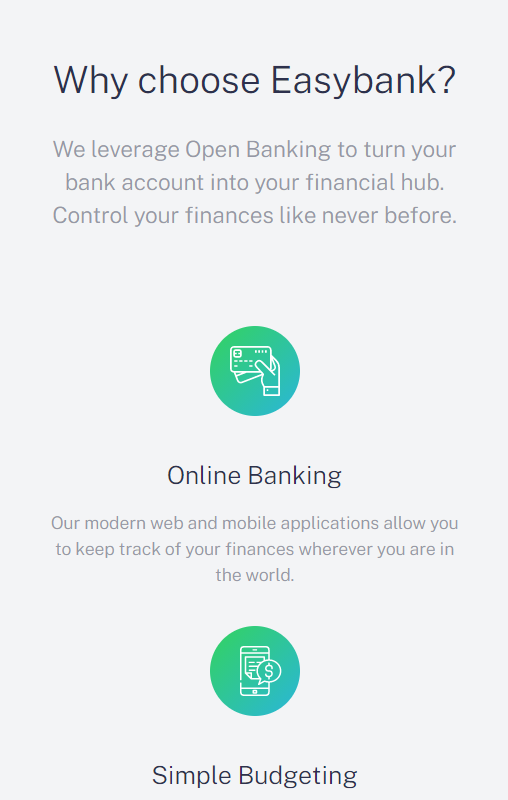 Why choose Easybank?
We leverage Open Banking to turn your
bank account into your financial hub.
Control your finances like never before.
Online Banking
Our modern web and mobile applications allow you
to keep track of your finances wherever you are in
the world.
$
Simple Budgeting